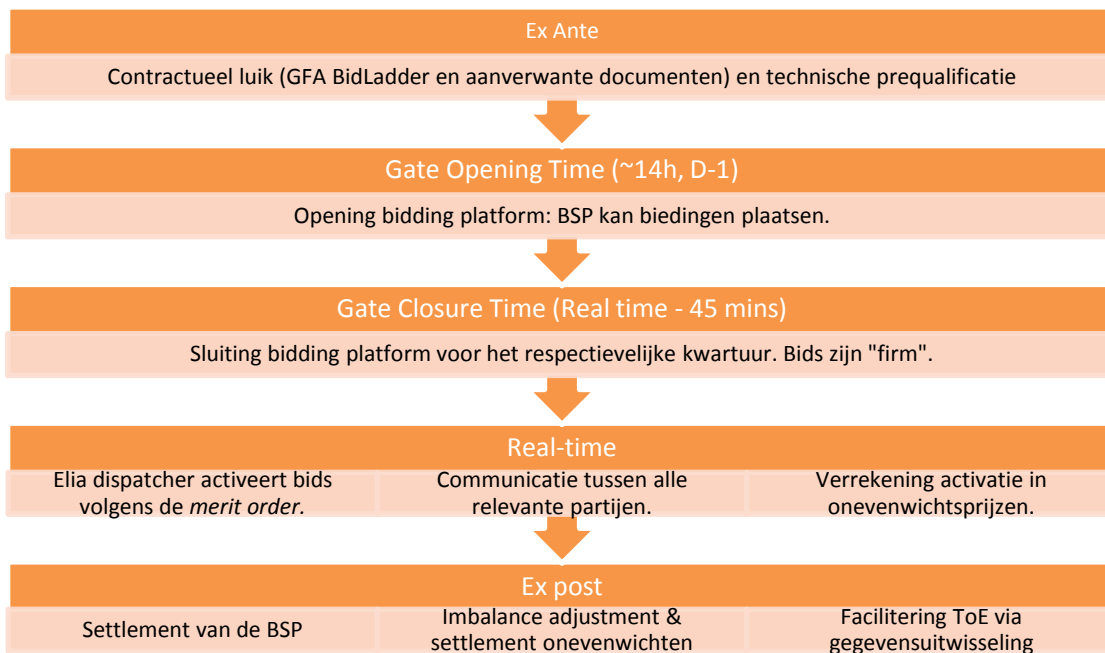 Ex Ante
Contractueel luik (GFA BidLadder en aanverwante documenten) en technische prequalificatie
Gate Opening Time (~14h, D-1)
Opening bidding platform: BSP kan biedingen plaatsen.
Gate Closure Time (Real time - 45 mins)
Sluiting bidding platform voor het respectievelijke kwartuur. Bids zijn "firm".
Real-time
Elia dispatcher activeert bids
volgens de merit order.
Communicatie tussen alle
relevante partijen.
Verrekening activatie in
onevenwichtsprijzen.
Ex post
Settlement van de BSP
Imbalance adjustment &
settlement onevenwichten
Facilitering ToE via
gegevensuitwisseling